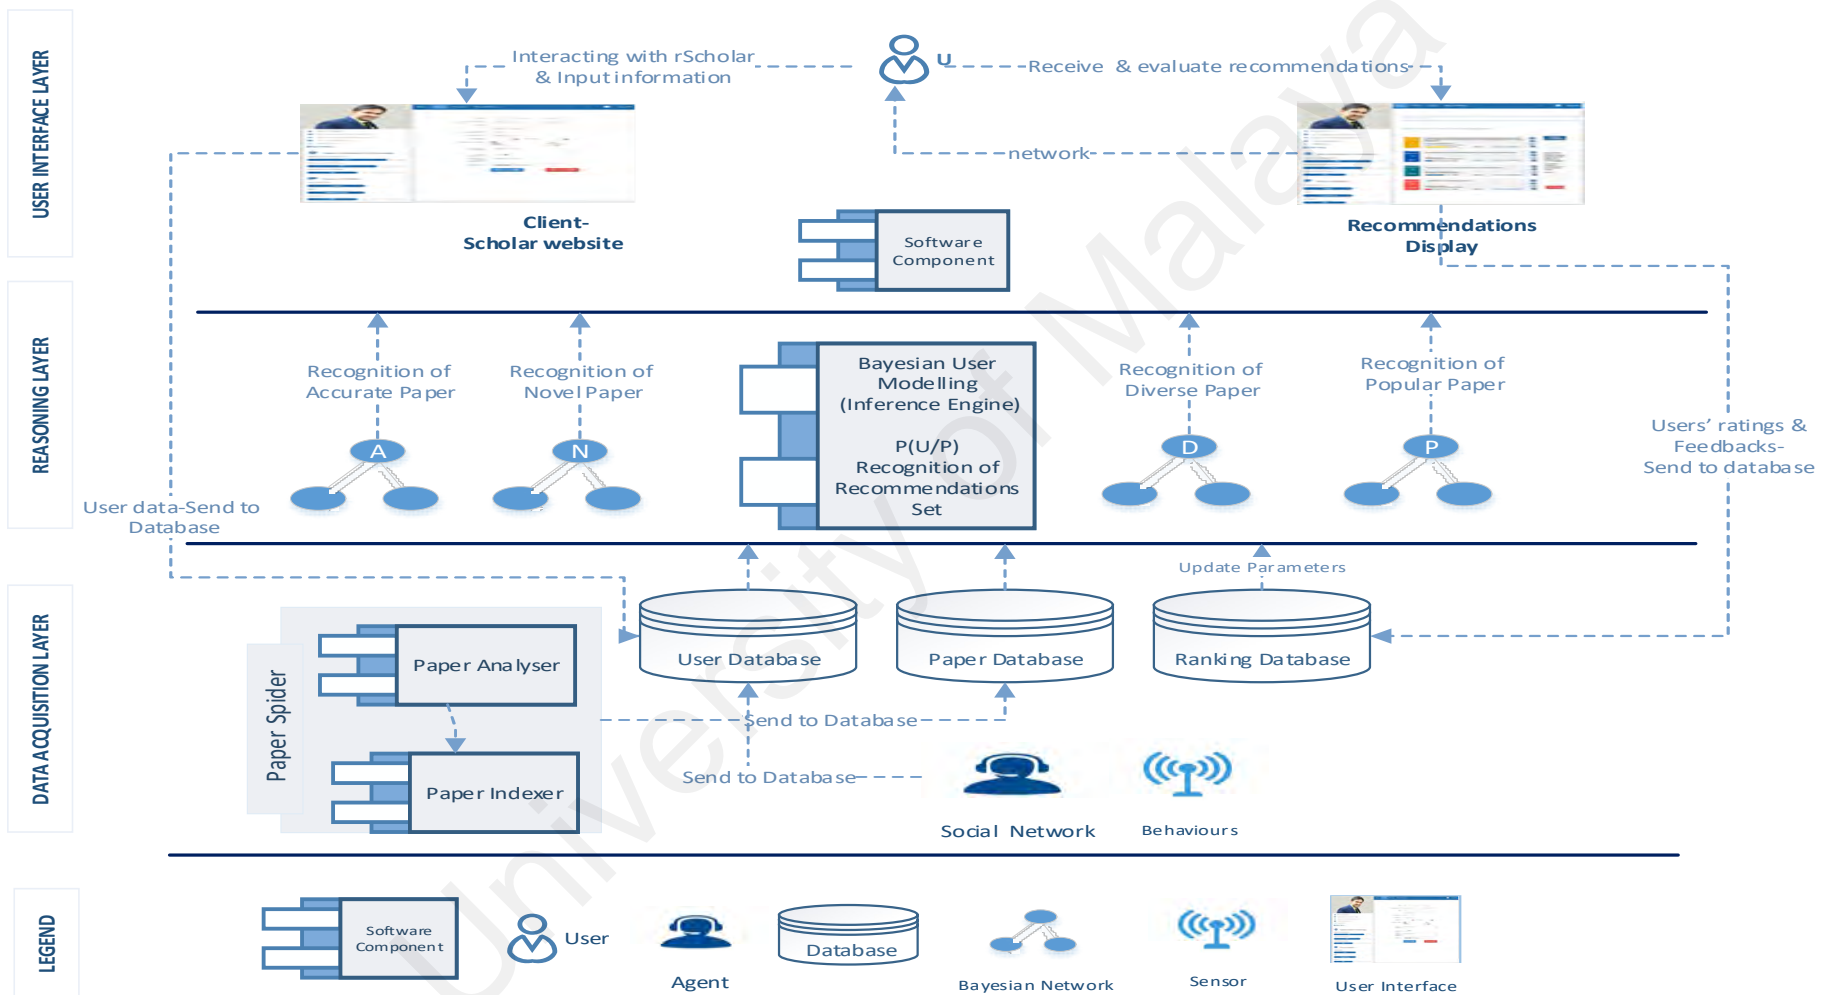 USER INTERFACE LAYER
Interacting with rScholar
& Input information
U
Receive & evaluate recommendations
network
Client-
Scholar website
Software
Component
Recommendations
Display
REASONING LAYER
Recognition of
Accurate Paper
A
Recognition of
Novel Paper
N
Bayesian User
Modelling
(Inference Engine)
P(U/P)
Recognition of
Recommendations
Set
Recognition of
Diverse Paper
D
Recognition of
Popular Paper
P
Users’ ratings &
Feedbacks-
Send to database
User data-Send to
Database
DATA ACQUISITION LAYER
Update Parameters
Paper Spider
Paper Analyser
Paper Indexer
User Database
Paper Database
Ranking Database
Send to Database
Send to Database
Social Network
Behaviours
LEGEND
Software
Component
User
Agent
Database
Bayesian Network
Sensor
User Interface
University of Malaya